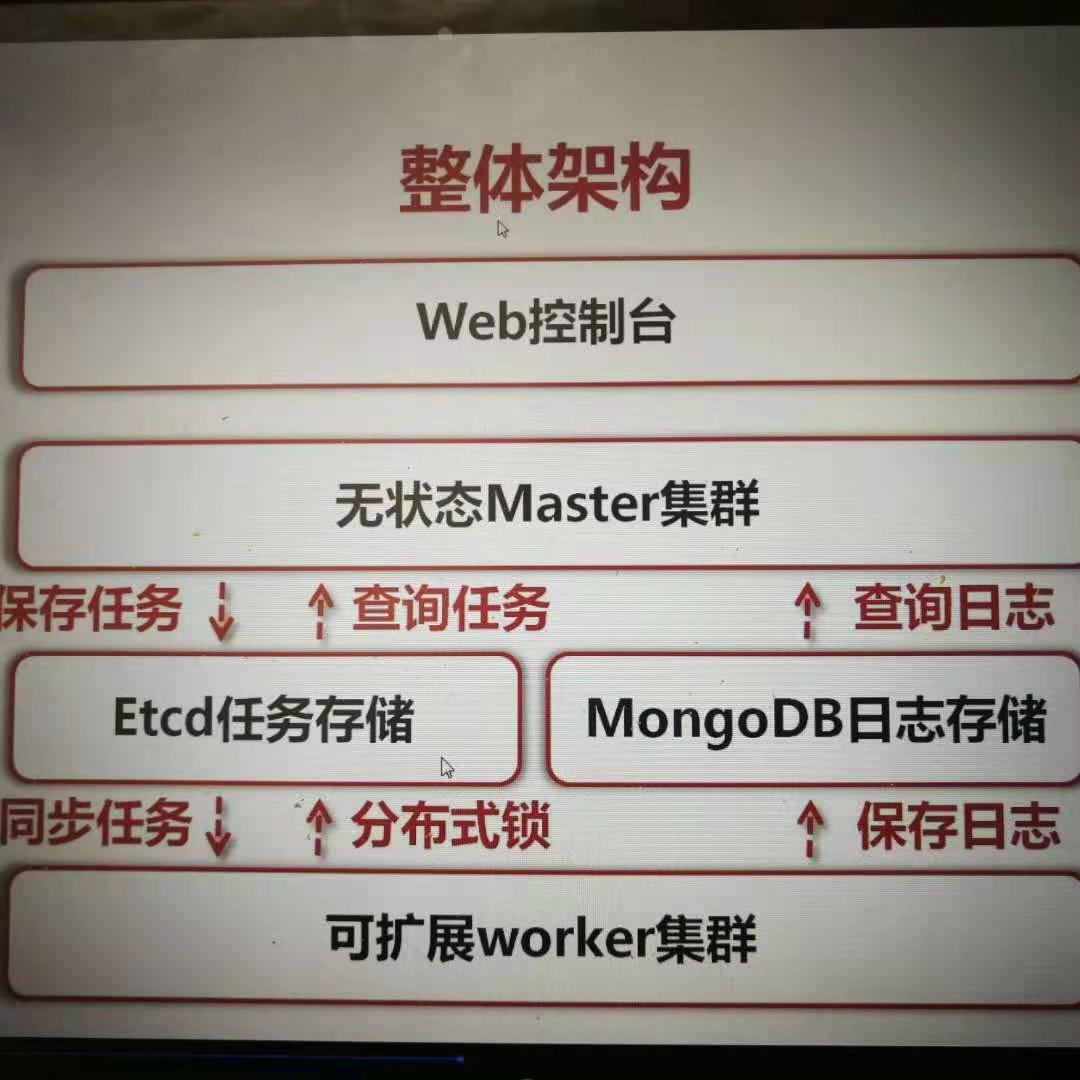 整体架构
Web控制台
无状态Master集群
保存任务 查询任务 查询日志
Etcd任务存储 MongoDB日志存储
同步任务 分布式锁 保存日志
可扩展worker集群